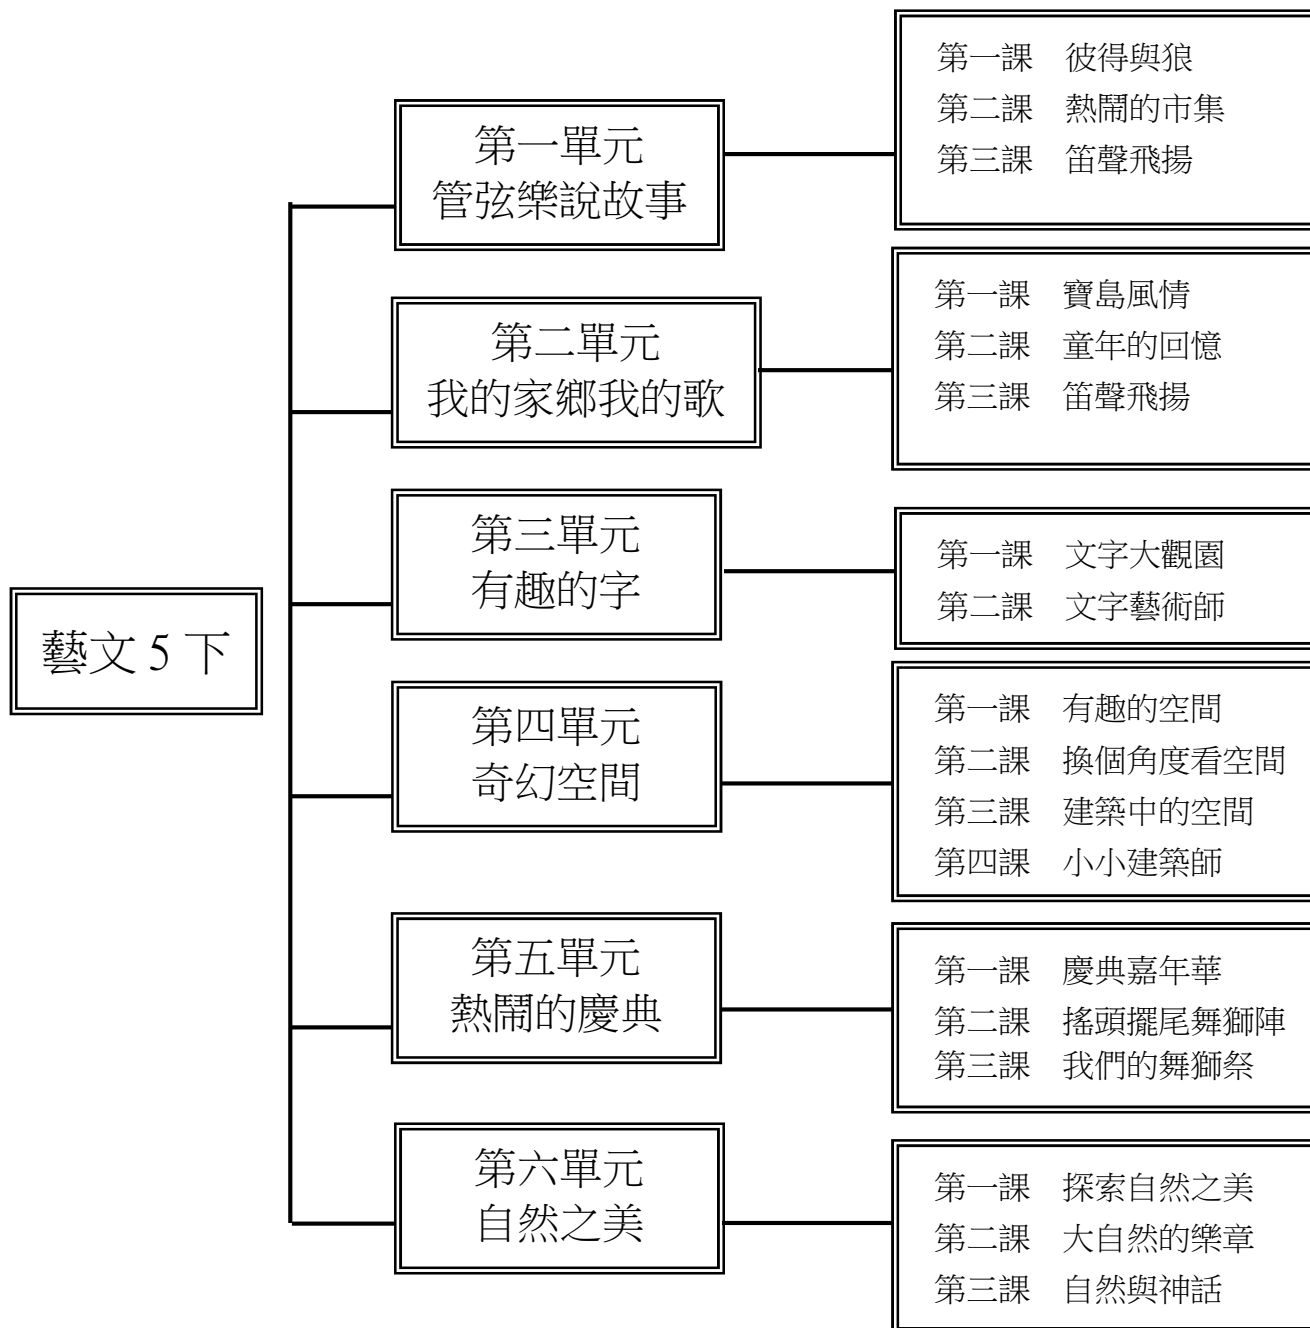 藝文 5 下
第一單元
管弦樂說故事
第一課 彼得與狼
第二課 熱鬧的市集
第三課 笛聲飛揚
第二單元
我的家鄉我的歌
第一課 寶島風情
第二課 童年的回憶
第三課 笛聲飛揚
第三單元
有趣的字
第一課 文字大觀園
第二課 文字藝術師
第四單元
奇幻空間
第一課 有趣的空間
第二課 換個角度看空間
第三課 建築中的空間
第四課 小小建築師
第五單元
熱鬧的慶典
第一課 慶典嘉年華
第二課 搖頭擺尾舞獅陣
第三課 我們的舞獅祭
第六單元
自然之美
第一課 探索自然之美
第二課 大自然的樂章
第三課 自然與神話